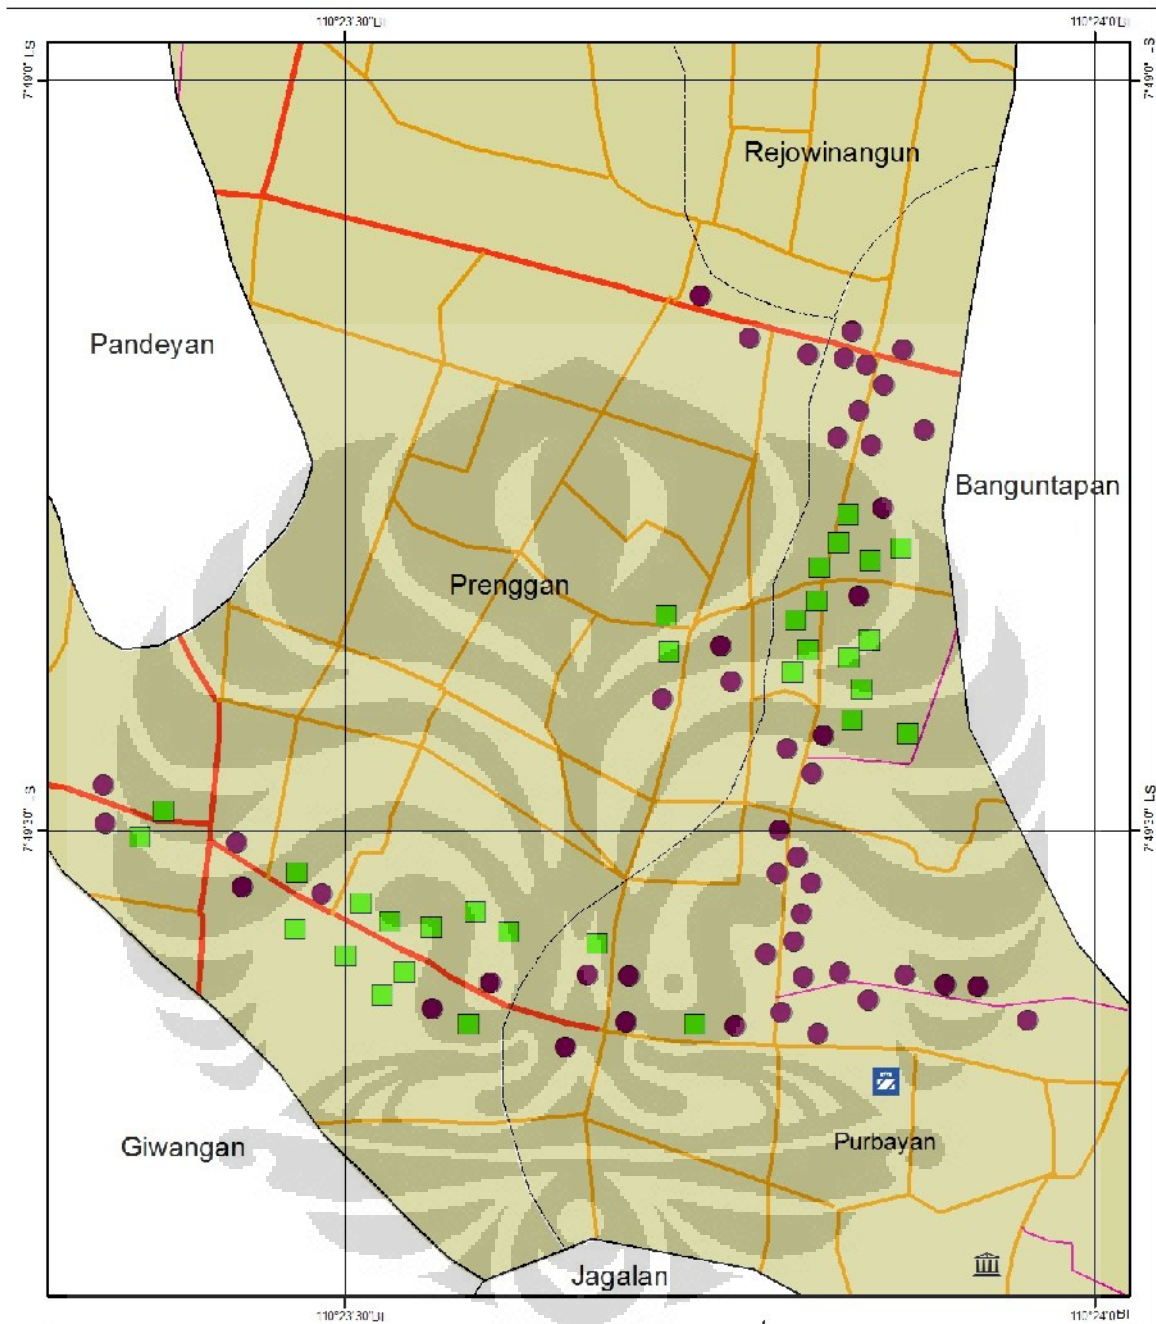 110°23'30"BT
110°24'0"BT
7°49'0" LS
7°49'0" LS
Rejowinangun
Pandeyan
Banguntapan
Prenggan
7°49'30" LS
7°49'30" LS
Purbayan
Giwangan
Jagalan
110°23'30"BT
110°24'0"BT